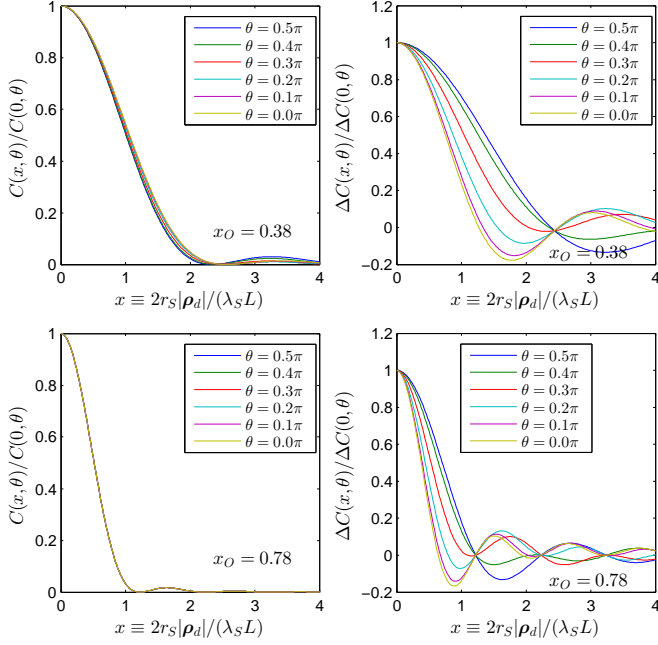 C(x, θ)/C(0, θ)
1
0.8
0.6
0.4
0.2
0
θ = 0.5π
θ = 0.4π
θ = 0.3π
θ = 0.2π
θ = 0.1π
θ = 0.0π
x_O = 0.38
0 1 2 3 4
x ≡ 2r_S|ρ_d|/(λ_S L)
ΔC(x, θ)/ΔC(0, θ)
1.2
1
0.8
0.6
0.4
0.2
0
−0.2
θ = 0.5π
θ = 0.4π
θ = 0.3π
θ = 0.2π
θ = 0.1π
θ = 0.0π
x_O = 0.38
0 1 2 3 4
x ≡ 2r_S|ρ_d|/(λ_S L)
C(x, θ)/C(0, θ)
1
0.8
0.6
0.4
0.2
0
θ = 0.5π
θ = 0.4π
θ = 0.3π
θ = 0.2π
θ = 0.1π
θ = 0.0π
x_O = 0.78
0 1 2 3 4
x ≡ 2r_S|ρ_d|/(λ_S L)
ΔC(x, θ)/ΔC(0, θ)
1.2
1
0.8
0.6
0.4
0.2
0
−0.2
θ = 0.5π
θ = 0.4π
θ = 0.3π
θ = 0.2π
θ = 0.1π
θ = 0.0π
x_O = 0.78
0 1 2 3 4
x ≡ 2r_S|ρ_d|/(λ_S L)